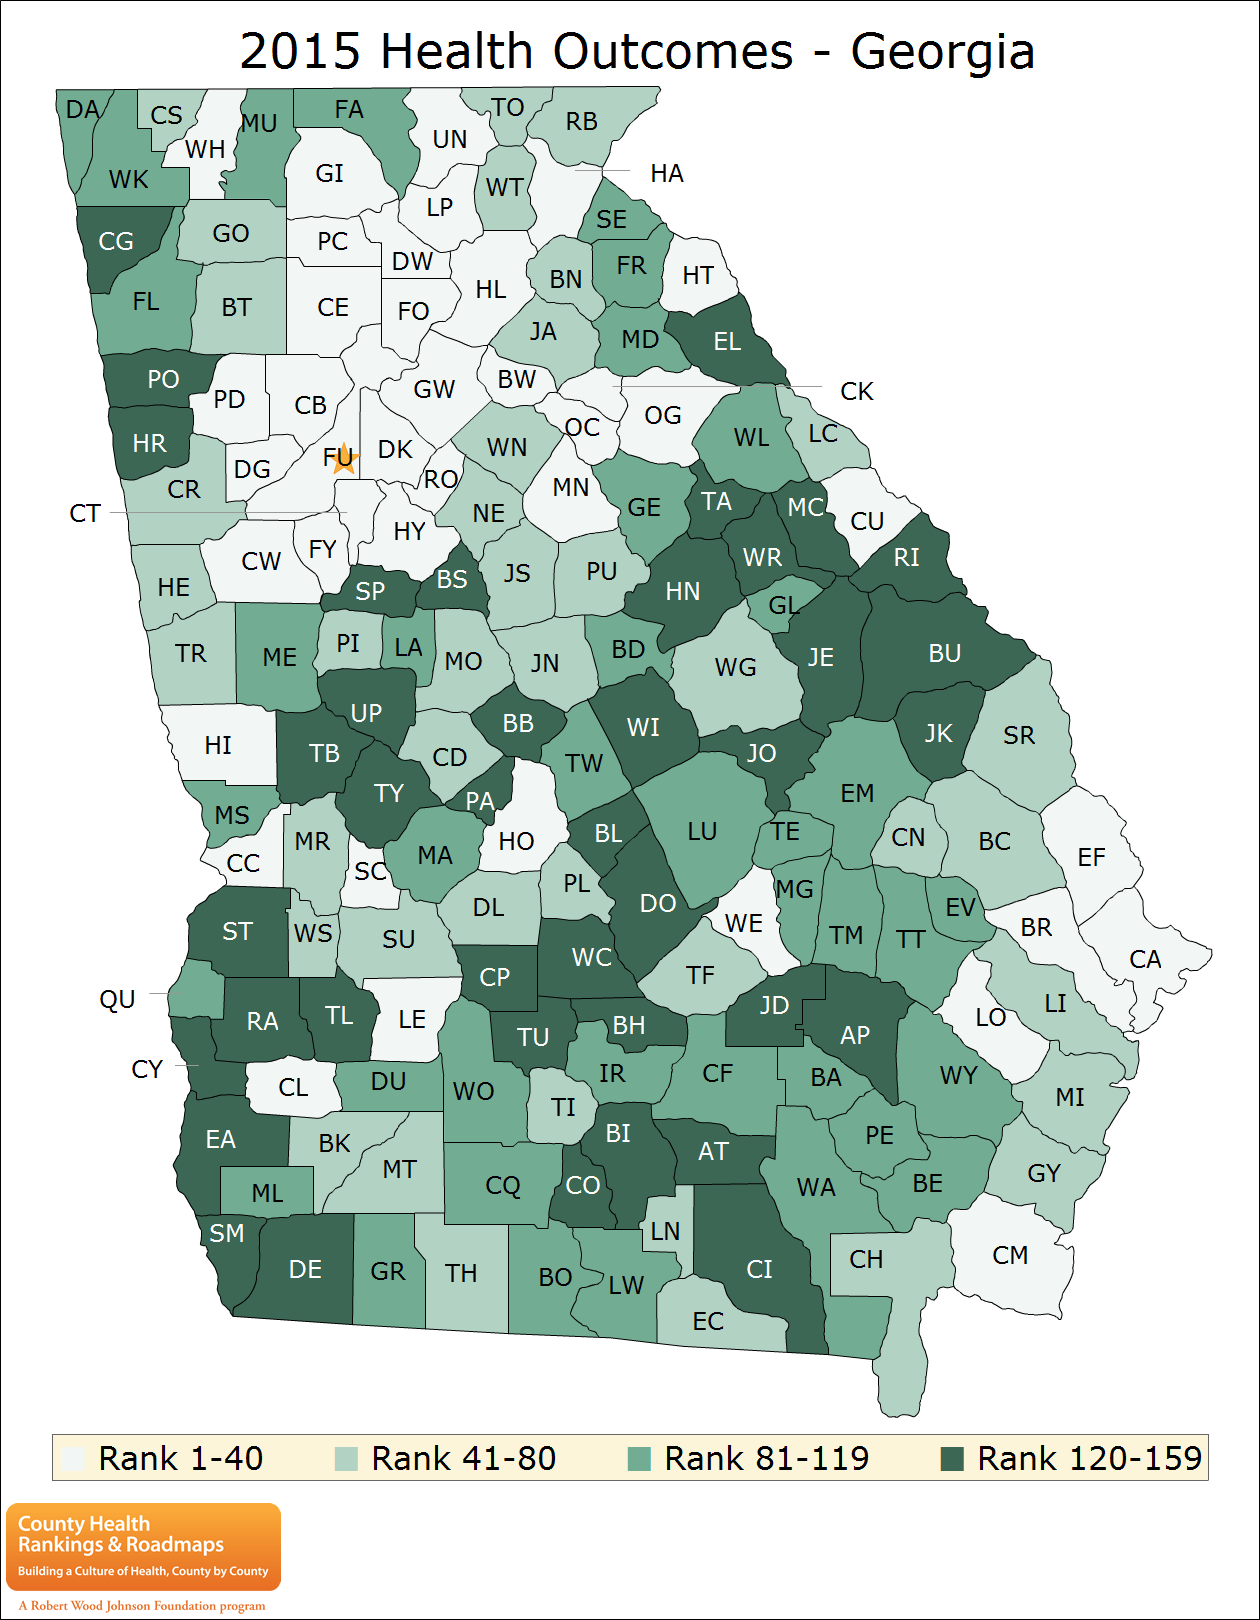 2015 Health Outcomes - Georgia
DA CS MU FA TO RB
WH UN
WK GI WT HA
LP SE
CG GO PC
DW FR HT
FL BT CE FO HL BN
JA MD EL
PO PD CB GW BW CK
OG
HR DG FU DK OC WL LC
WN
CR RO MN
CT NE GE TA MC CU
HY
CW FY WR RI
HE SP BS JS PU HN
GL
TR ME PI LA MO JN BD WG JE BU
UP BB WI JK SR
HI TB CD TW JO
TY PA EM
MS MR HO BL LU TE CN BC
CC SC MA EF
PL MG
ST WS DL DO WE EV BR
SU TM TT
WC CA
QU CP TF
RA TL LE JD LI
TU BH AP LO
CY CL DU WO IR CF BA WY
TI MI
EA BK BI PE
MT AT
ML CQ CO WA BE GY
SM LN
DE GR TH BO LW CI CH CM
EC
Rank 1-40 Rank 41-80 Rank 81-119 Rank 120-159
County Health
Rankings & Roadmaps
Building a Culture of Health, County by County
A Robert Wood Johnson Foundation program